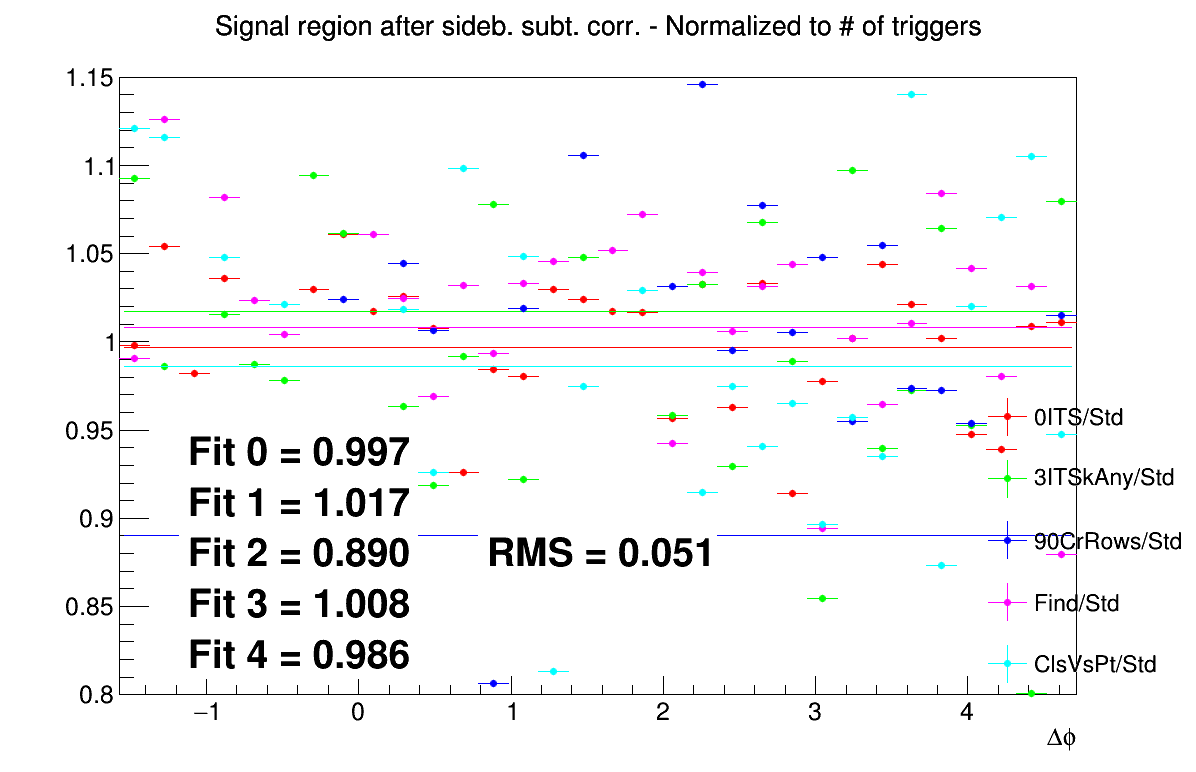 Signal region after sideb. subt. corr. - Normalized to # of triggers
1.15
1.1
1.05
1
0.95
0.9
0.85
0.8
0ITS/Std
3ITSkAny/Std
90CrRows/Std
Find/Std
ClsVsPt/Std
Fit 0 = 0.997
Fit 1 = 1.017
Fit 2 = 0.890
RMS = 0.051
Fit 3 = 1.008
Fit 4 = 0.986
−1 0 1 2 3 4
Δϕ